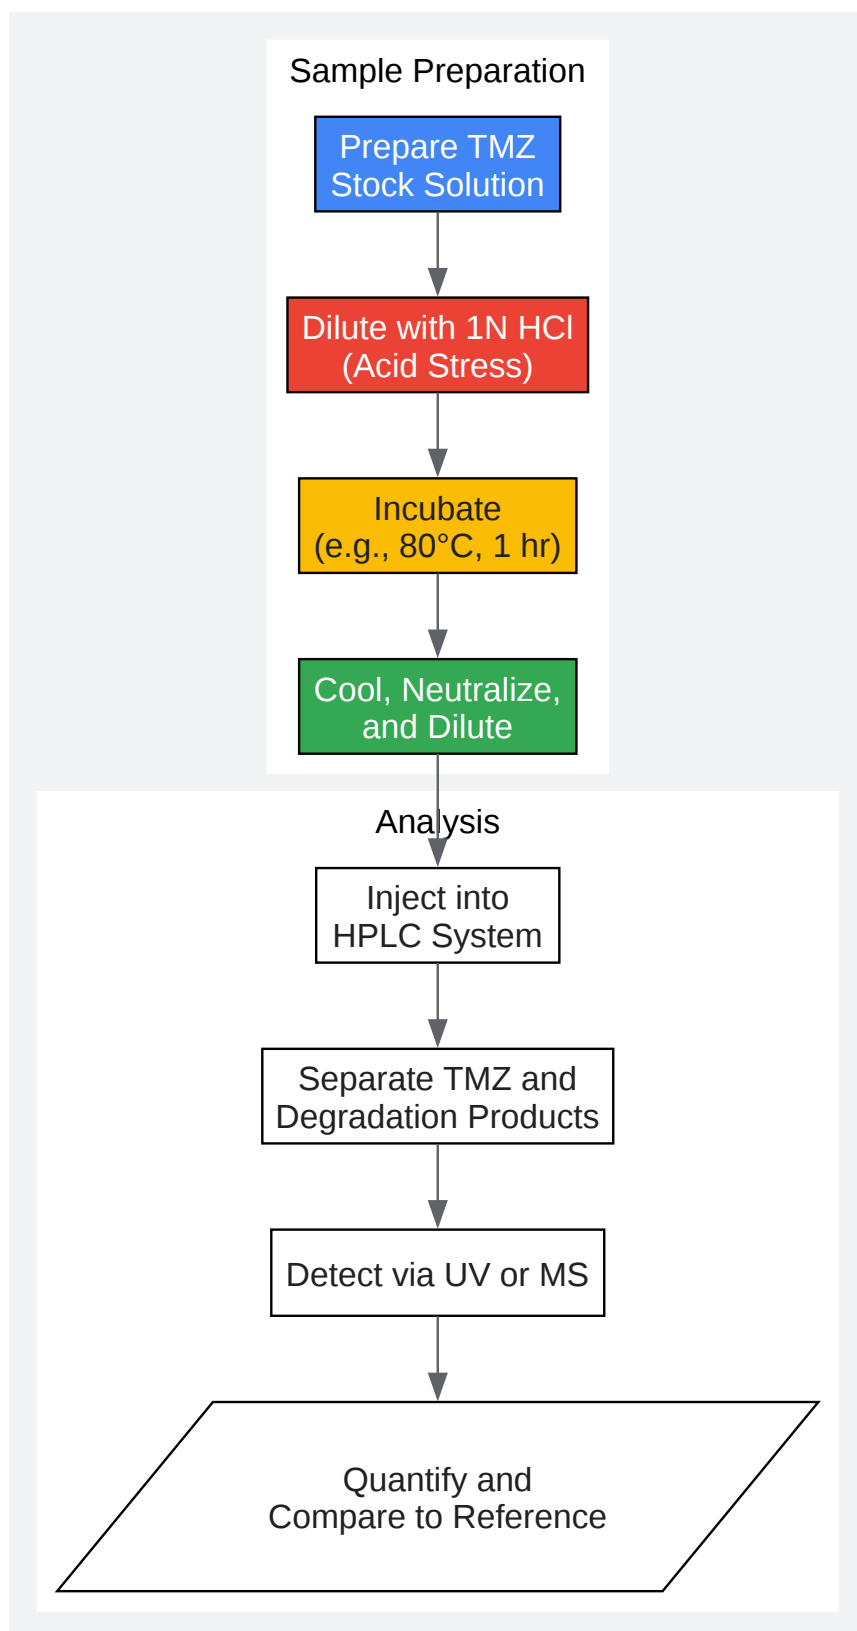 Sample Preparation
Prepare TMZ
Stock Solution
Dilute with 1N HCl
(Acid Stress)
Incubate
(e.g., 80°C, 1 hr)
Cool, Neutralize,
and Dilute
Analysis
Inject into
HPLC System
Separate TMZ and
Degradation Products
Detect via UV or MS
Quantify and
Compare to Reference